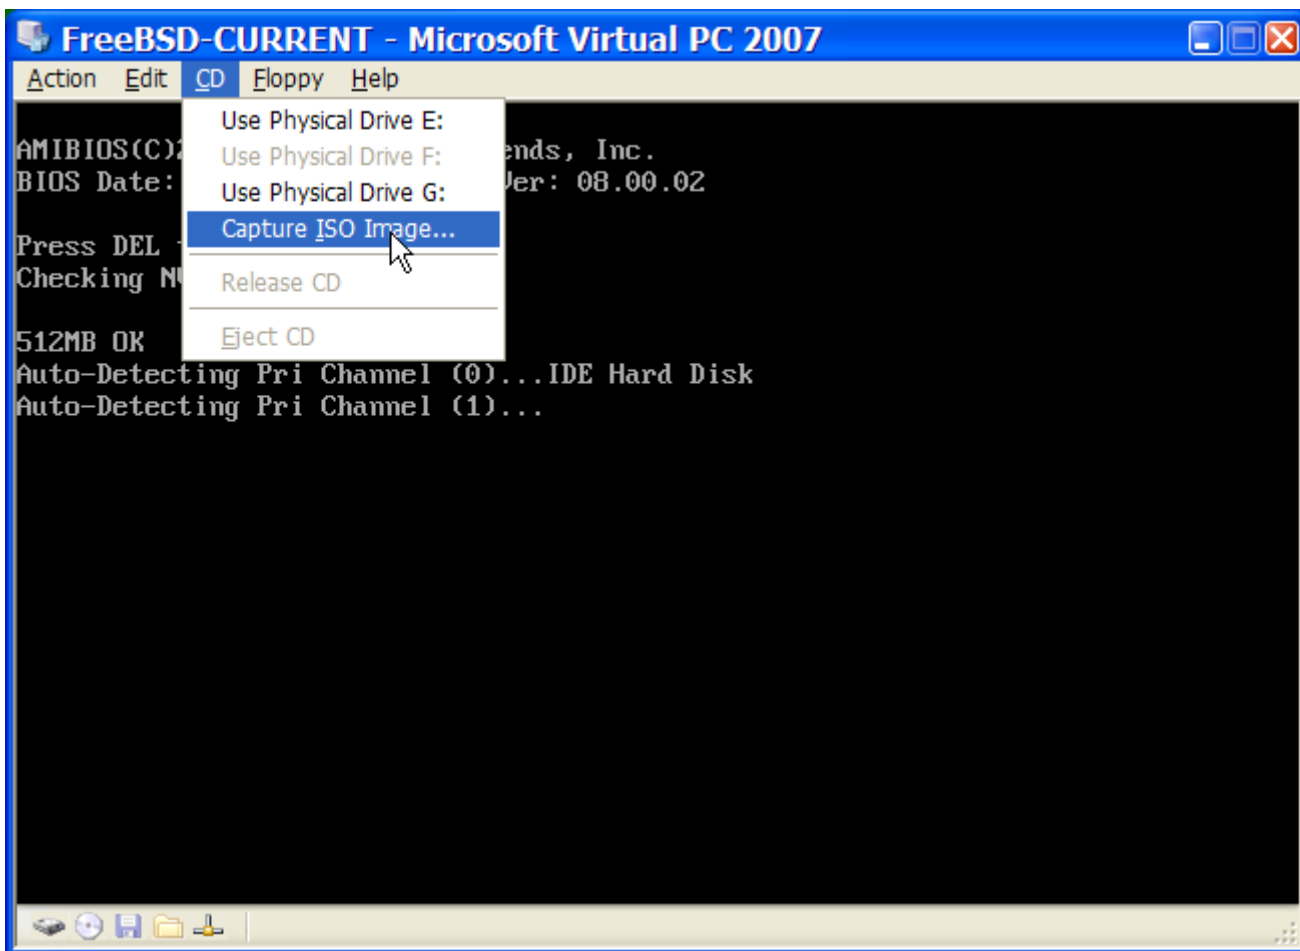 FreeBSD-CURRENT - Microsoft Virtual PC 2007
Action Edit CD Floppy Help
Use Physical Drive E:
Use Physical Drive F:
Use Physical Drive G:
Capture ISO Image...
Release CD
Eject CD
AMIBIOS(C) ends, Inc.
BIOS Date: Ver: 08.00.02
Press DEL
Checking
512MB OK
Auto-Detecting Pri Channel (0)...IDE Hard Disk
Auto-Detecting Pri Channel (1)...